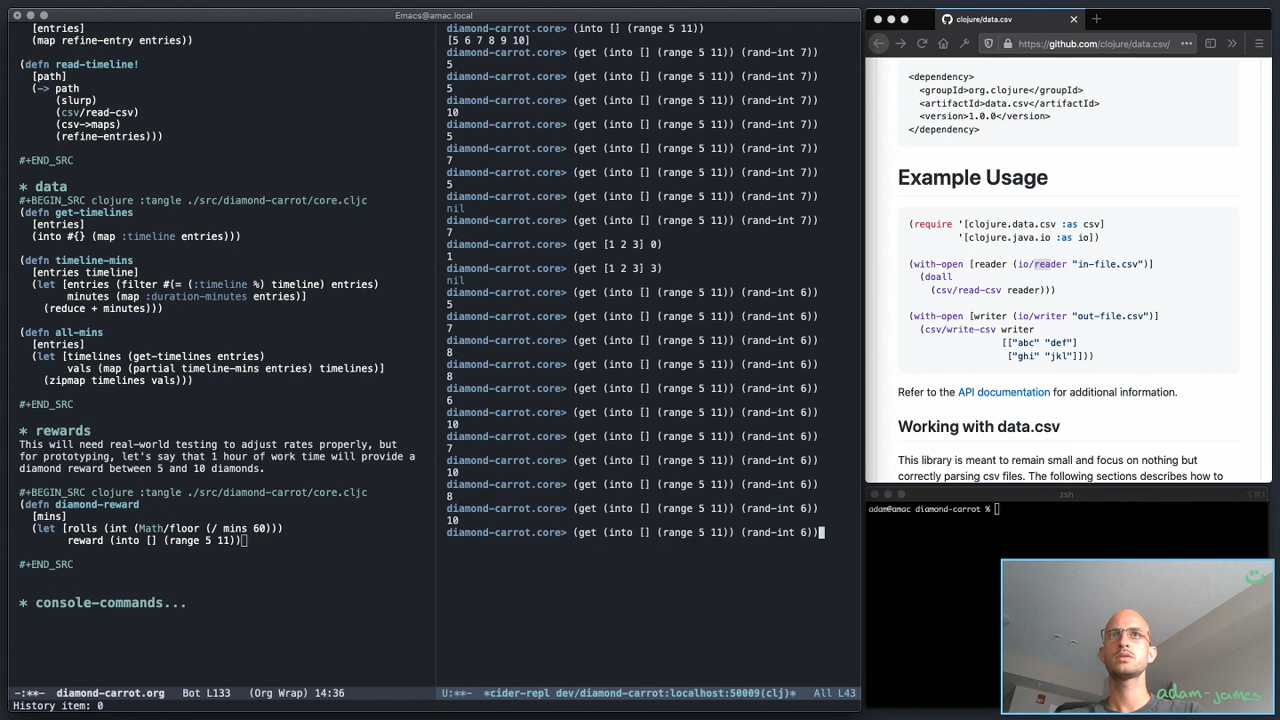 Emacs@amac.local
[entries]
(map refine-entry entries))
(defn read-timeline!
[path]
(-> path
(slurp)
(csv/read-csv)
(csv->maps)
(refine-entries)))
#+END_SRC
* data
#+BEGIN_SRC clojure :tangle ./src/diamond-carrot/core.cljc
(defn get-timelines
[entries]
(into #{} (map :timeline entries)))
(defn timeline-mins
[entries timeline]
(let [entries (filter #(= (:timeline %) timeline) entries)
minutes (map :duration-minutes entries)]
(reduce + minutes)))
(defn all-mins
[entries]
(let [timelines (get-timelines entries)
vals (map (partial timeline-mins entries) timelines)]
(zipmap timelines vals)))
#+END_SRC
* rewards
This will need real-world testing to adjust rates properly, but
for prototyping, let's say that 1 hour of work time will provide a
diamond reward between 5 and 10 diamonds.
#+BEGIN_SRC clojure :tangle ./src/diamond-carrot/core.cljc
(defn diamond-reward
[mins]
(let [rolls (int (Math/floor (/ mins 60)))
reward (into [] (range 5 11))]
#+END_SRC
* console-commands...
-:**- diamond-carrot.org Bot L133 (Org Wrap) 14:36
History item: 0
diamond-carrot.core> (into [] (range 5 11))
[5 6 7 8 9 10]
diamond-carrot.core> (get (into [] (range 5 11)) (rand-int 7))
5
diamond-carrot.core> (get (into [] (range 5 11)) (rand-int 7))
5
diamond-carrot.core> (get (into [] (range 5 11)) (rand-int 7))
10
diamond-carrot.core> (get (into [] (range 5 11)) (rand-int 7))
5
diamond-carrot.core> (get (into [] (range 5 11)) (rand-int 7))
7
diamond-carrot.core> (get (into [] (range 5 11)) (rand-int 7))
5
diamond-carrot.core> (get (into [] (range 5 11)) (rand-int 7))
nil
diamond-carrot.core> (get (into [] (range 5 11)) (rand-int 7))
7
diamond-carrot.core> (get [1 2 3] 0)
1
diamond-carrot.core> (get [1 2 3] 3)
nil
diamond-carrot.core> (get (into [] (range 5 11)) (rand-int 6))
5
diamond-carrot.core> (get (into [] (range 5 11)) (rand-int 6))
7
diamond-carrot.core> (get (into [] (range 5 11)) (rand-int 6))
8
diamond-carrot.core> (get (into [] (range 5 11)) (rand-int 6))
8
diamond-carrot.core> (get (into [] (range 5 11)) (rand-int 6))
6
diamond-carrot.core> (get (into [] (range 5 11)) (rand-int 6))
10
diamond-carrot.core> (get (into [] (range 5 11)) (rand-int 6))
7
diamond-carrot.core> (get (into [] (range 5 11)) (rand-int 6))
10
diamond-carrot.core> (get (into [] (range 5 11)) (rand-int 6))
8
diamond-carrot.core> (get (into [] (range 5 11)) (rand-int 6))
10
diamond-carrot.core> (get (into [] (range 5 11)) (rand-int 6))
U:**- *cider-repl dev/diamond-carrot:localhost:50009(clj)* All L43
clojure/data.csv
https://github.com/clojure/data.csv/
<dependency>
<groupId>org.clojure</groupId>
<artifactId>data.csv</artifactId>
<version>1.0.0</version>
</dependency>
Example Usage
(require '[clojure.data.csv :as csv]
'[clojure.java.io :as io])
(with-open [reader (io/reader "in-file.csv")]
(doall
(csv/read-csv reader)))
(with-open [writer (io/writer "out-file.csv")]
(csv/write-csv writer
[["abc" "def"]
["ghi" "jkl"]]))
Refer to the API documentation for additional information.
Working with data.csv
This library is meant to remain small and focus on nothing but
correctly parsing csv files. The following sections describes how to
zsh
⌥⌘1
adam@amac diamond-carrot %
adam-james